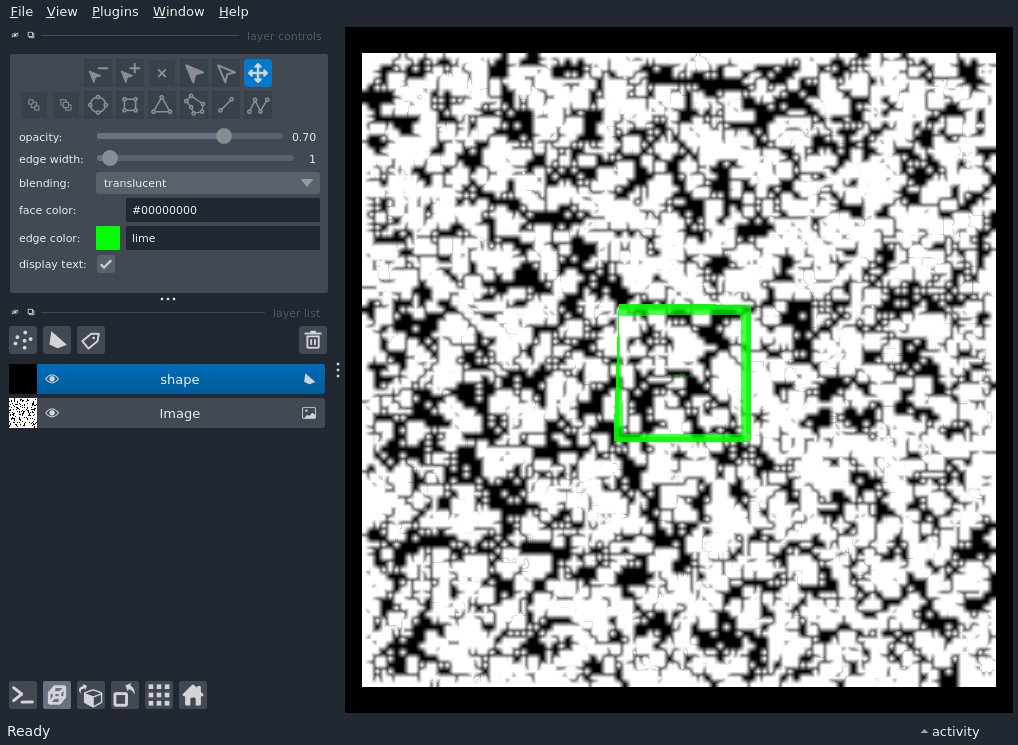 File View Plugins Window Help
layer controls
opacity: 0.70
edge width: 1
blending: translucent
face color: #00000000
edge color: lime
display text:
layer list
shape
Image
Ready
activity